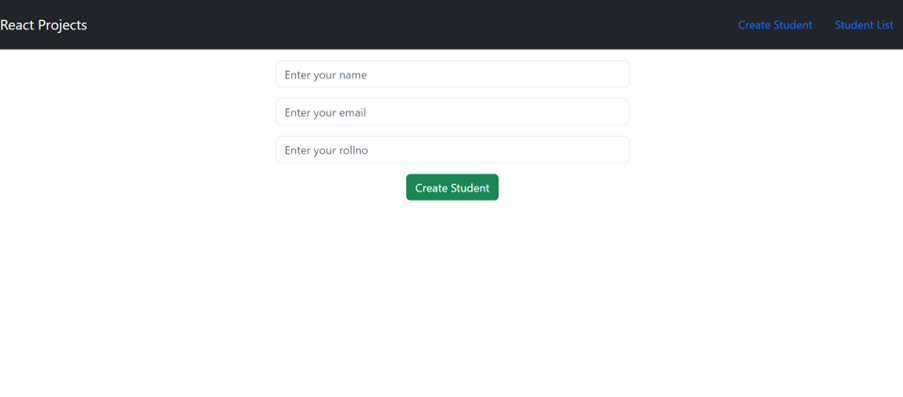 React Projects Create Student Student List
Enter your name
Enter your email
Enter your rollno
Create Student